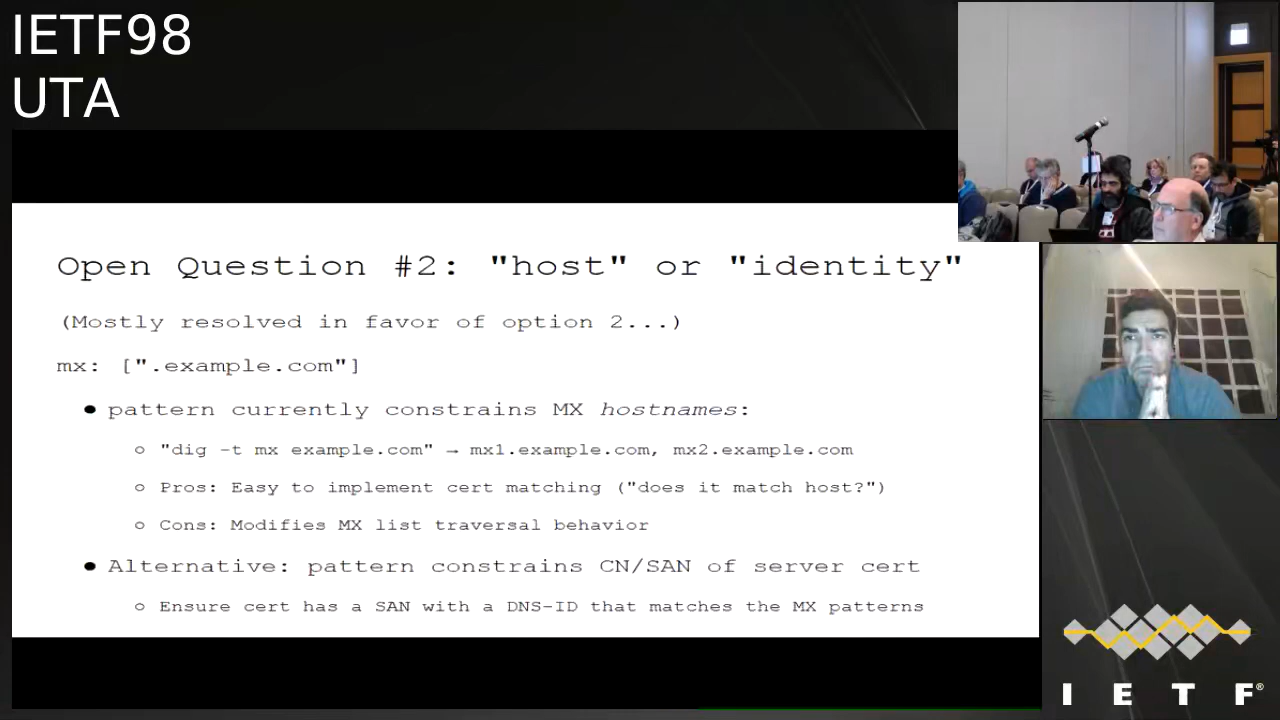 IETF98
UTA
Open Question #2: "host" or "identity"
(Mostly resolved in favor of option 2...)
mx: [".example.com"]
● pattern currently constrains MX hostnames:
○ "dig -t mx example.com" → mx1.example.com, mx2.example.com
○ Pros: Easy to implement cert matching ("does it match host?")
○ Cons: Modifies MX list traversal behavior
● Alternative: pattern constrains CN/SAN of server cert
○ Ensure cert has a SAN with a DNS-ID that matches the MX patterns
I E T F®